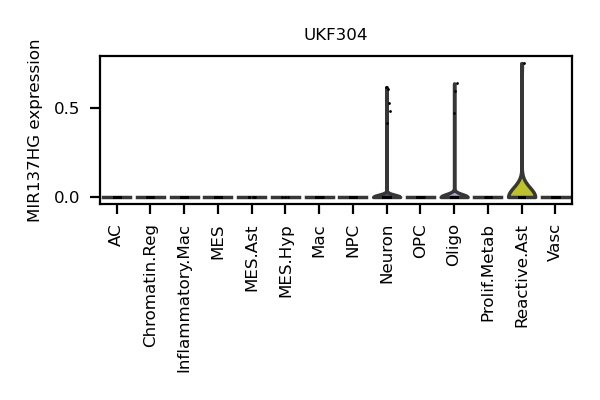 UKF304
MIR137HG expression
0.5
0.0
AC
Chromatin.Reg
Inflammatory.Mac
MES
MES.Ast
MES.Hyp
Mac
NPC
Neuron
OPC
Oligo
Prolif.Metab
Reactive.Ast
Vasc